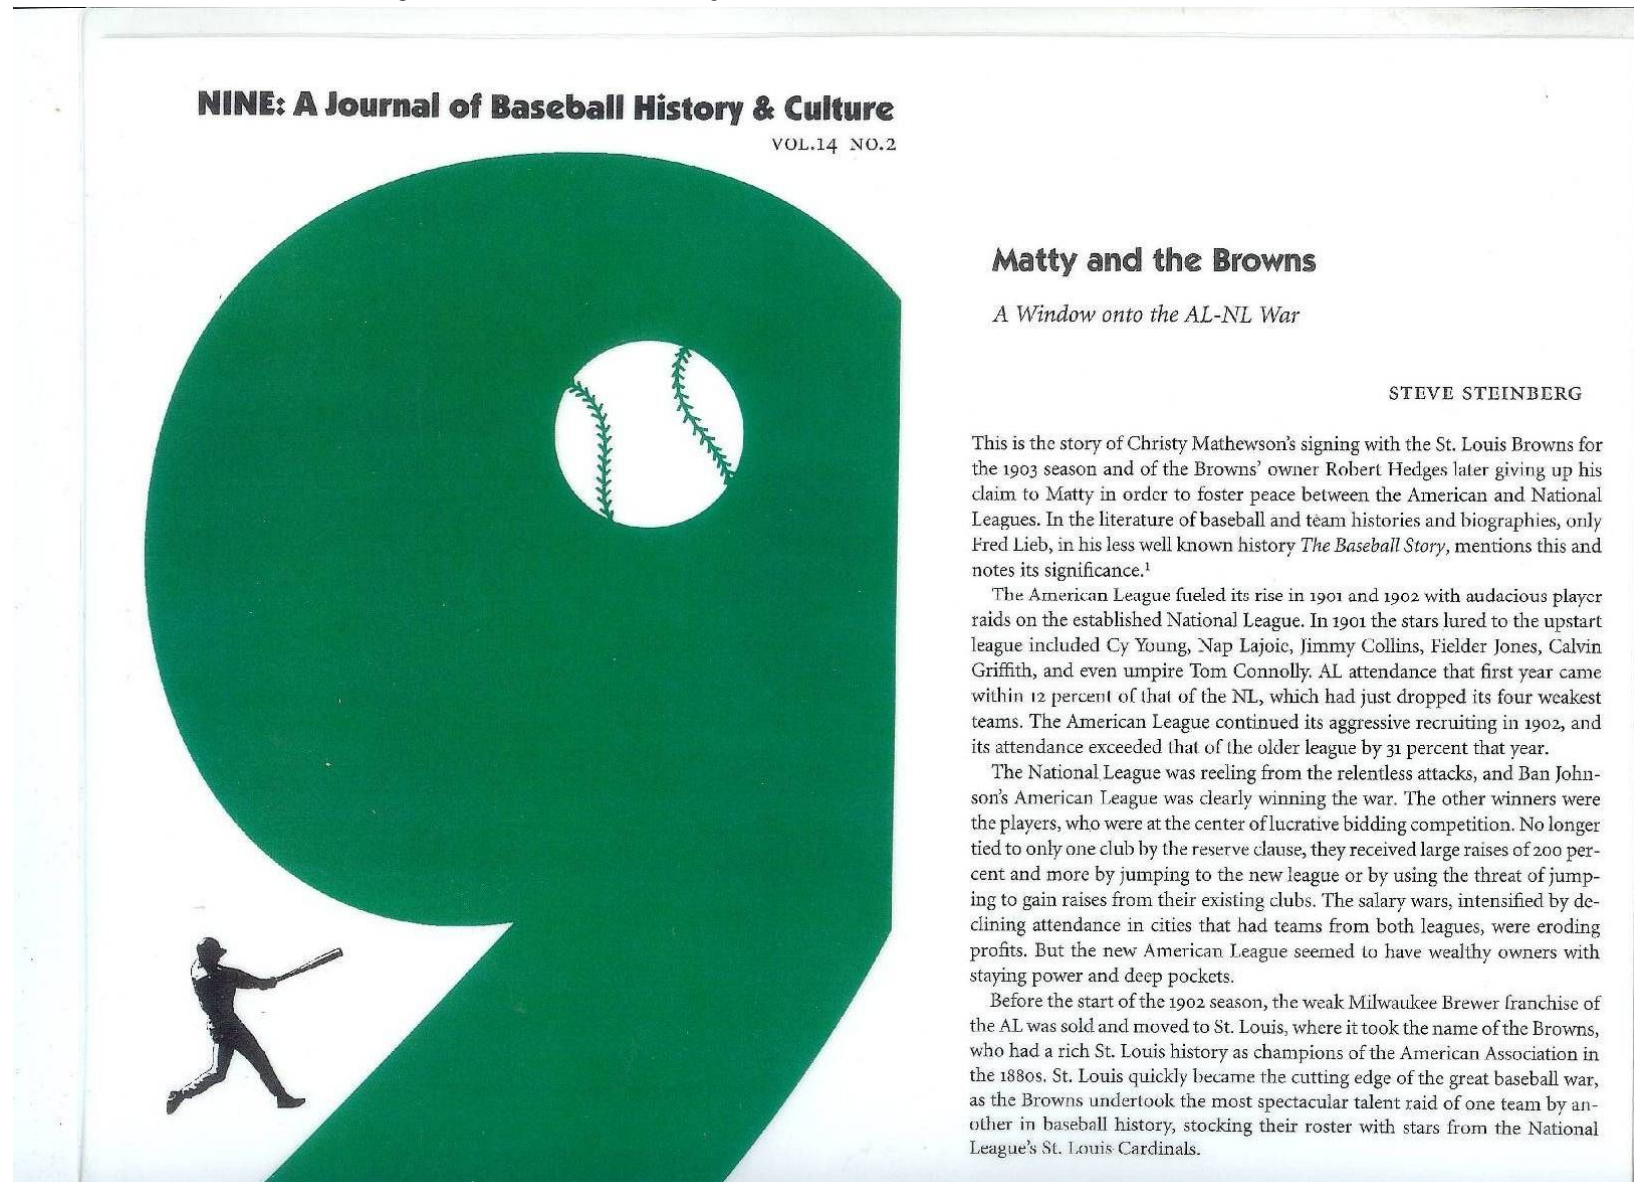 NINE: A Journal of Baseball History & Culture
VOL.14 NO.2
Matty and the Browns
A Window onto the AL-NL War
STEVE STEINBERG
This is the story of Christy Mathewson's signing with the St. Louis Browns for
the 1903 season and of the Browns' owner Robert Hedges later giving up his
claim to Matty in order to foster peace between the American and National
Leagues. In the literature of baseball and team histories and biographies, only
Fred Lieb, in his less well known history The Baseball Story, mentions this and
notes its significance.¹
The American League fueled its rise in 1901 and 1902 with audacious player
raids on the established National League. In 1901 the stars lured to the upstart
league included Cy Young, Nap Lajoie, Jimmy Collins, Fielder Jones, Calvin
Griffith, and even umpire Tom Connolly. AL attendance that first year came
within 12 percent of that of the NL, which had just dropped its four weakest
teams. The American League continued its aggressive recruiting in 1902, and
its attendance exceeded that of the older league by 31 percent that year.
The National League was reeling from the relentless attacks, and Ban John-
son's American League was clearly winning the war. The other winners were
the players, who were at the center of lucrative bidding competition. No longer
tied to only one club by the reserve clause, they received large raises of 200 per-
cent and more by jumping to the new league or by using the threat of jump-
ing to gain raises from their existing clubs. The salary wars, intensified by de-
clining attendance in cities that had teams from both leagues, were eroding
profits. But the new American League seemed to have wealthy owners with
staying power and deep pockets.
Before the start of the 1902 season, the weak Milwaukee Brewer franchise of
the AL was sold and moved to St. Louis, where it took the name of the Browns,
who had a rich St. Louis history as champions of the American Association in
the 1880s. St. Louis quickly became the cutting edge of the great baseball war,
as the Browns undertook the most spectacular talent raid of one team by an-
other in baseball history, stocking their roster with stars from the National
League's St. Louis Cardinals.